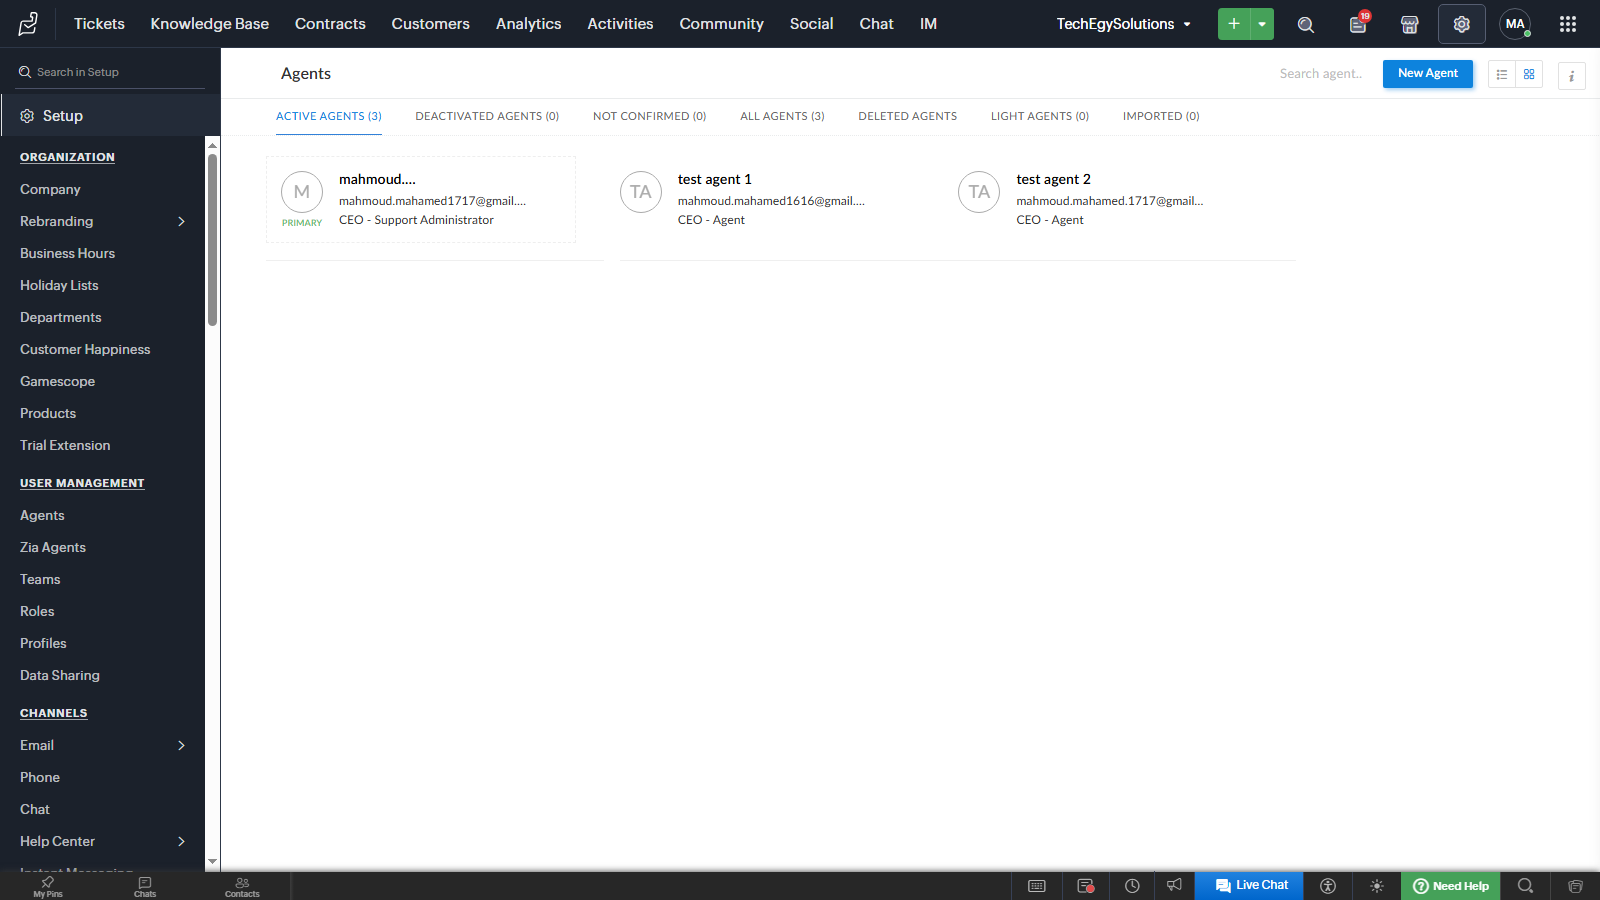 Tickets
Knowledge Base
Contracts
Customers
Analytics
Activities
Community
Social
Chat
IM
TechEgySolutions
19
MA
Search in Setup
Setup
ORGANIZATION
Company
Rebranding
Business Hours
Holiday Lists
Departments
Customer Happiness
Gamescope
Products
Trial Extension
USER MANAGEMENT
Agents
Zia Agents
Teams
Roles
Profiles
Data Sharing
CHANNELS
Email
Phone
Chat
Help Center
Instant Messaging
Agents
Search agent..
New Agent
i
ACTIVE AGENTS (3)
DEACTIVATED AGENTS (0)
NOT CONFIRMED (0)
ALL AGENTS (3)
DELETED AGENTS
LIGHT AGENTS (0)
IMPORTED (0)
M
PRIMARY
mahmoud....
mahmoud.mahamed1717@gmail....
CEO - Support Administrator
TA
test agent 1
mahmoud.mahamed1616@gmail....
CEO - Agent
TA
test agent 2
mahmoud.mahamed.1717@gmail...
CEO - Agent
My Pins
Chats
Contacts
Live Chat
Need Help